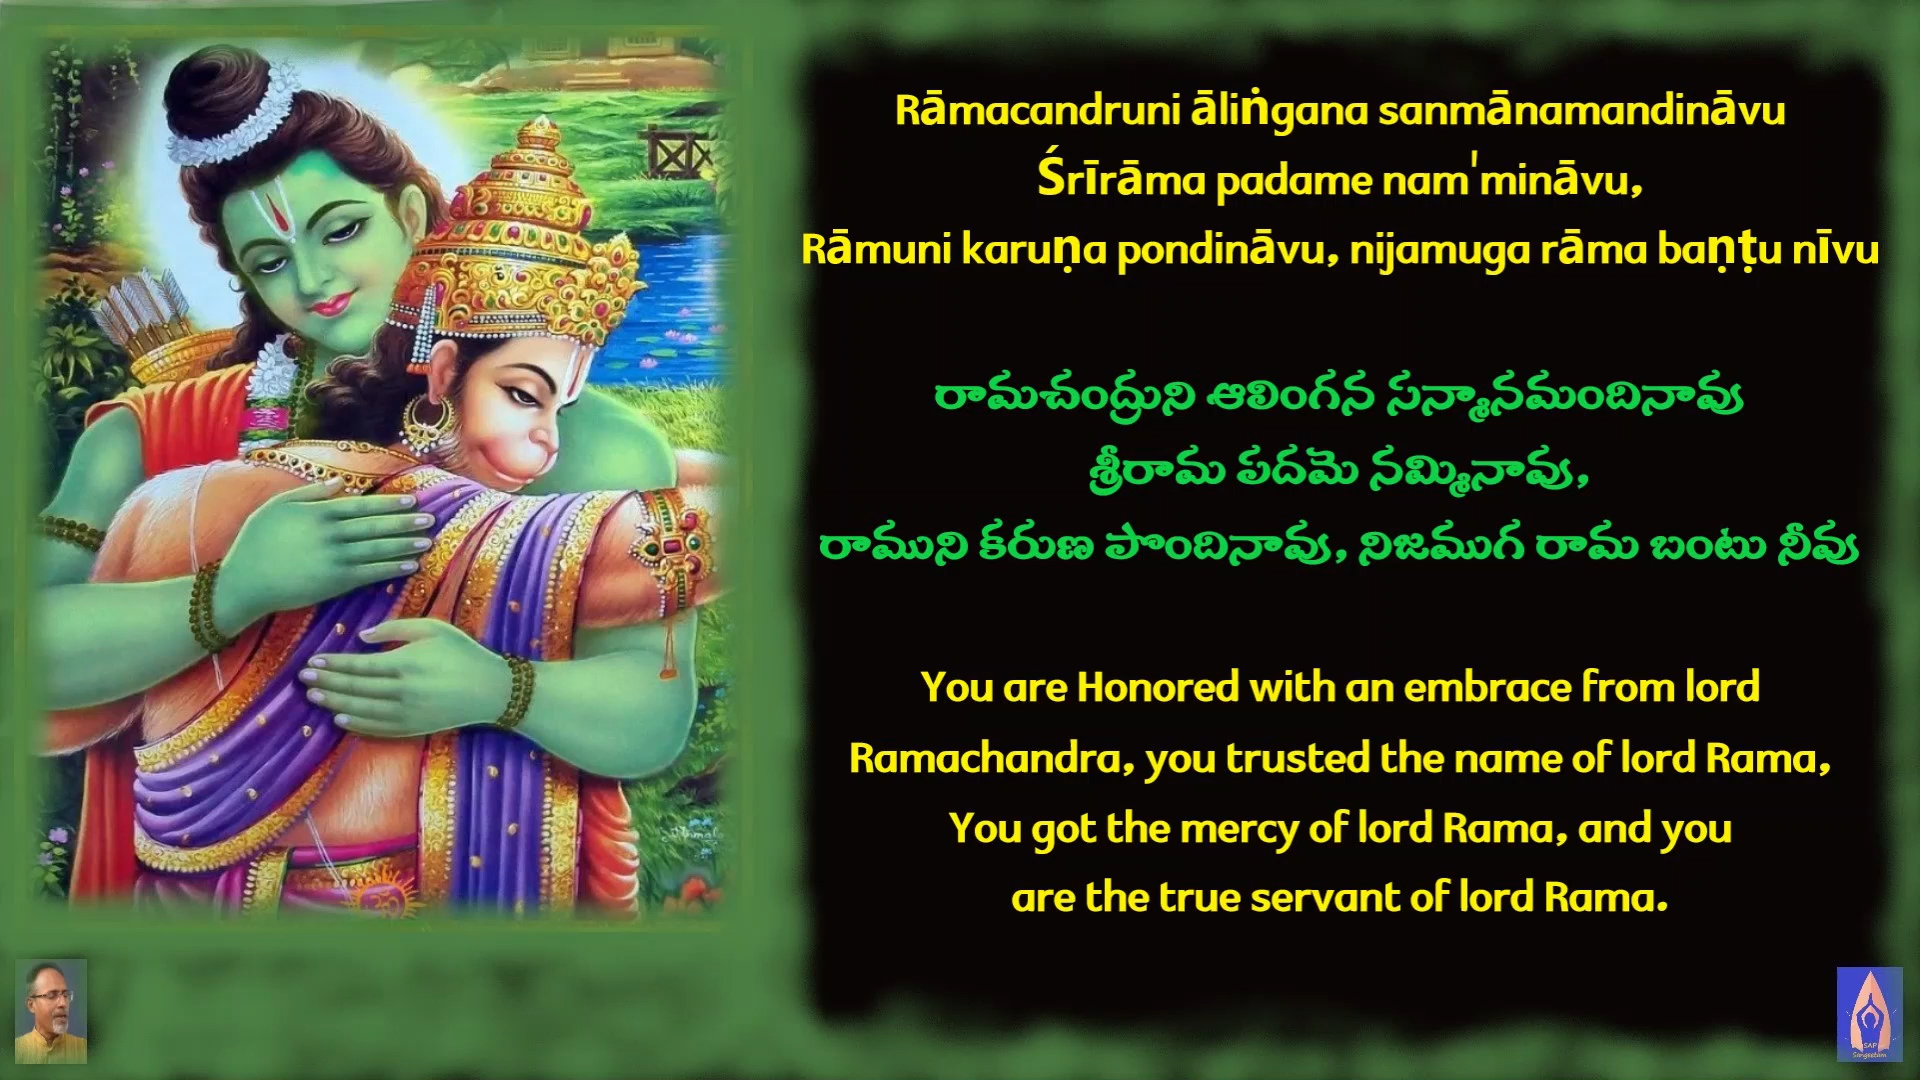 Rāmacandruni āliṅgana sanmānamandināvu
Śrīrāma padame nam'mināvu,
Rāmuni karuṇa pondināvu, nijamuga rāma baṇṭu nīvu
రామచంద్రుని ఆలింగన సన్మానమందినావు
శ్రీరామ పదమె నమ్మినావు,
రాముని కరుణ పొందినావు, నిజముగ రామ బంటు నీవు
You are Honored with an embrace from lord
Ramachandra, you trusted the name of lord Rama,
You got the mercy of lord Rama, and you
are the true servant of lord Rama.
SAP
Sangeetam